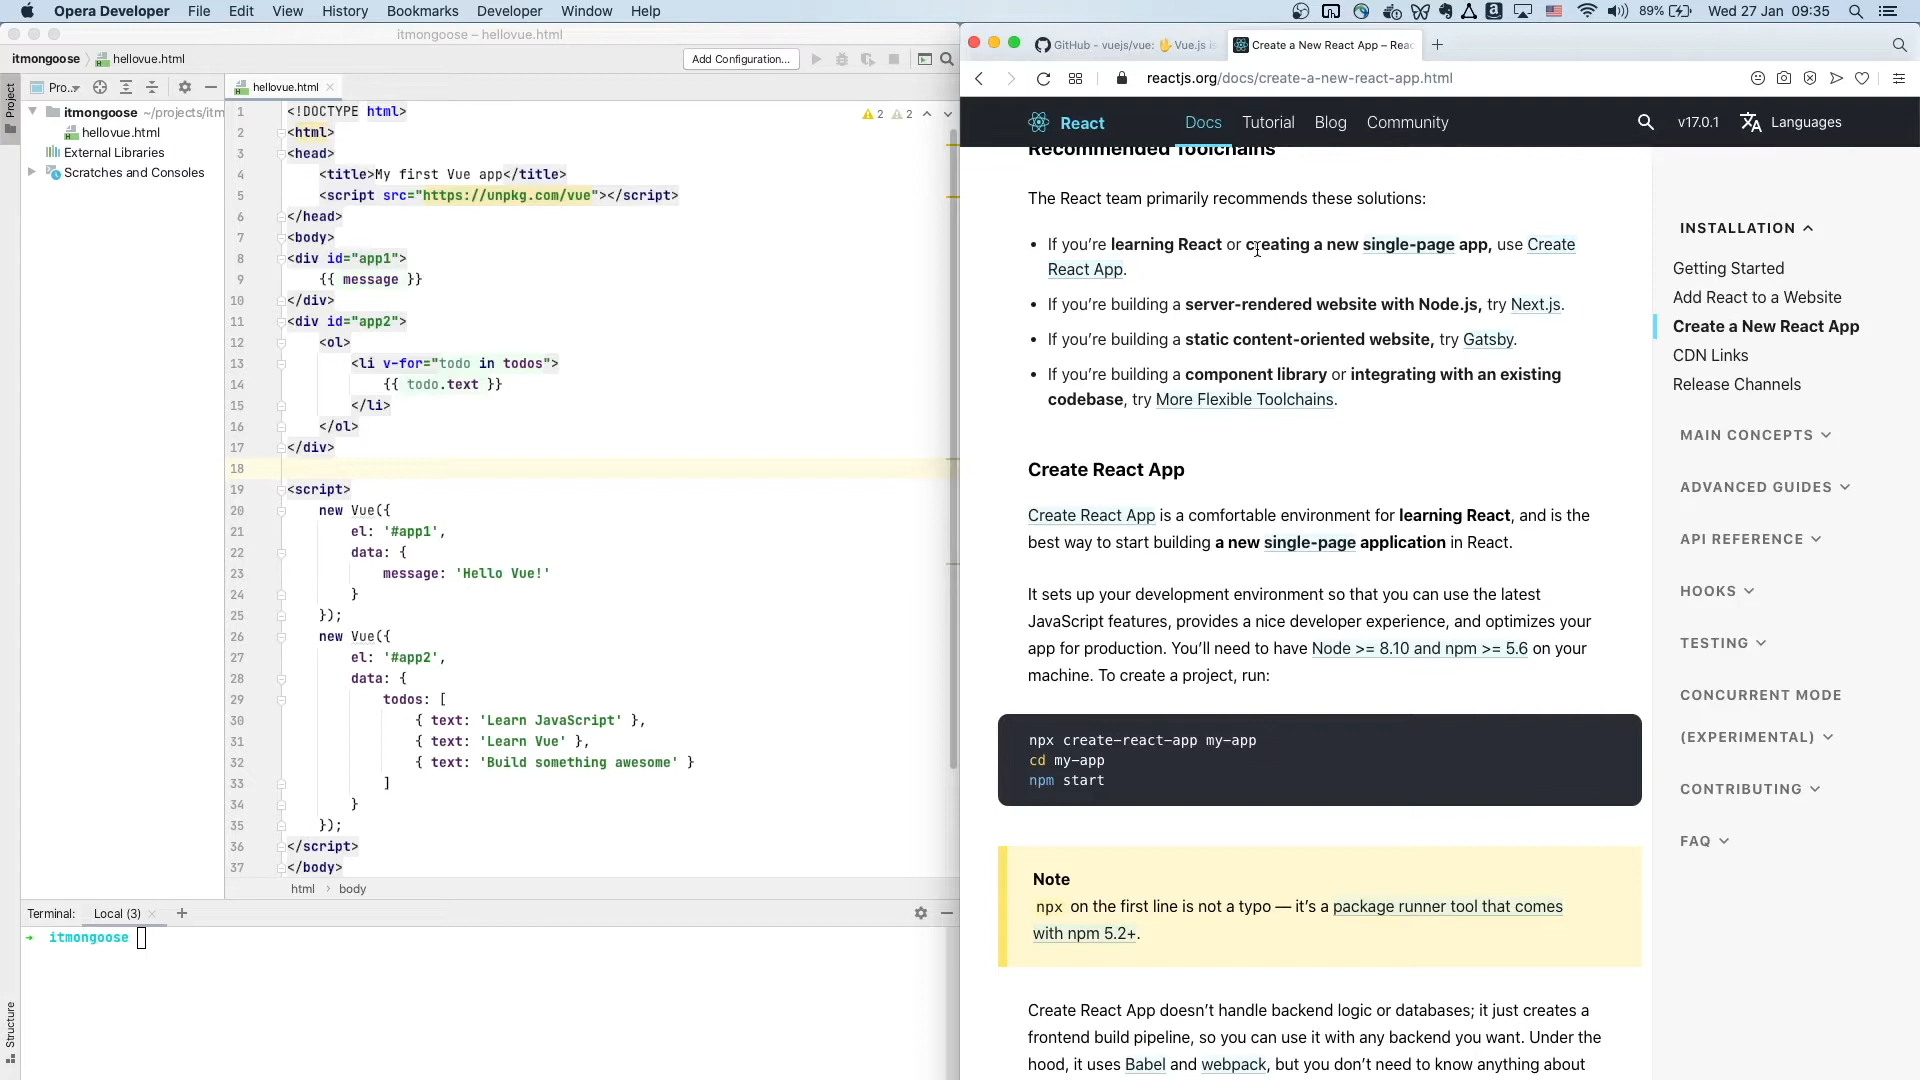 Opera Developer File Edit View History Bookmarks Developer Window Help
89% Wed 27 Jan 09:35
itmongoose – hellovue.html
itmongoose hellovue.html
Add Configuration...
Project
Pro...
hellovue.html
itmongoose ~/projects/itm
hellovue.html
External Libraries
Scratches and Consoles
2 2
1 <!DOCTYPE html>
2 <html>
3 <head>
4 <title>My first Vue app</title>
5 <script src="https://unpkg.com/vue"></script>
6 </head>
7 <body>
8 <div id="app1">
9 {{ message }}
10 </div>
11 <div id="app2">
12 <ol>
13 <li v-for="todo in todos">
14 {{ todo.text }}
15 </li>
16 </ol>
17 </div>
18
19 <script>
20 new Vue({
21 el: '#app1',
22 data: {
23 message: 'Hello Vue!'
24 }
25 });
26 new Vue({
27 el: '#app2',
28 data: {
29 todos: [
30 { text: 'Learn JavaScript' },
31 { text: 'Learn Vue' },
32 { text: 'Build something awesome' }
33 ]
34 }
35 });
36 </script>
37 </body>
html › body
Terminal: Local (3) +
→ itmongoose
Structure
GitHub - vuejs/vue: 🖖 Vue.js is
Create a New React App – Reac
reactjs.org/docs/create-a-new-react-app.html
React Docs Tutorial Blog Community v17.0.1 Languages
Recommended Toolchains
The React team primarily recommends these solutions:
• If you’re learning React or creating a new single-page app, use Create
React App.
• If you’re building a server-rendered website with Node.js, try Next.js.
• If you’re building a static content-oriented website, try Gatsby.
• If you’re building a component library or integrating with an existing
codebase, try More Flexible Toolchains.
Create React App
Create React App is a comfortable environment for learning React, and is the
best way to start building a new single-page application in React.
It sets up your development environment so that you can use the latest
JavaScript features, provides a nice developer experience, and optimizes your
app for production. You’ll need to have Node >= 8.10 and npm >= 5.6 on your
machine. To create a project, run:
npx create-react-app my-app
cd my-app
npm start
Note
npx on the first line is not a typo — it’s a package runner tool that comes
with npm 5.2+.
Create React App doesn’t handle backend logic or databases; it just creates a
frontend build pipeline, so you can use it with any backend you want. Under the
hood, it uses Babel and webpack, but you don’t need to know anything about
INSTALLATION
Getting Started
Add React to a Website
Create a New React App
CDN Links
Release Channels
MAIN CONCEPTS
ADVANCED GUIDES
API REFERENCE
HOOKS
TESTING
CONCURRENT MODE
(EXPERIMENTAL)
CONTRIBUTING
FAQ